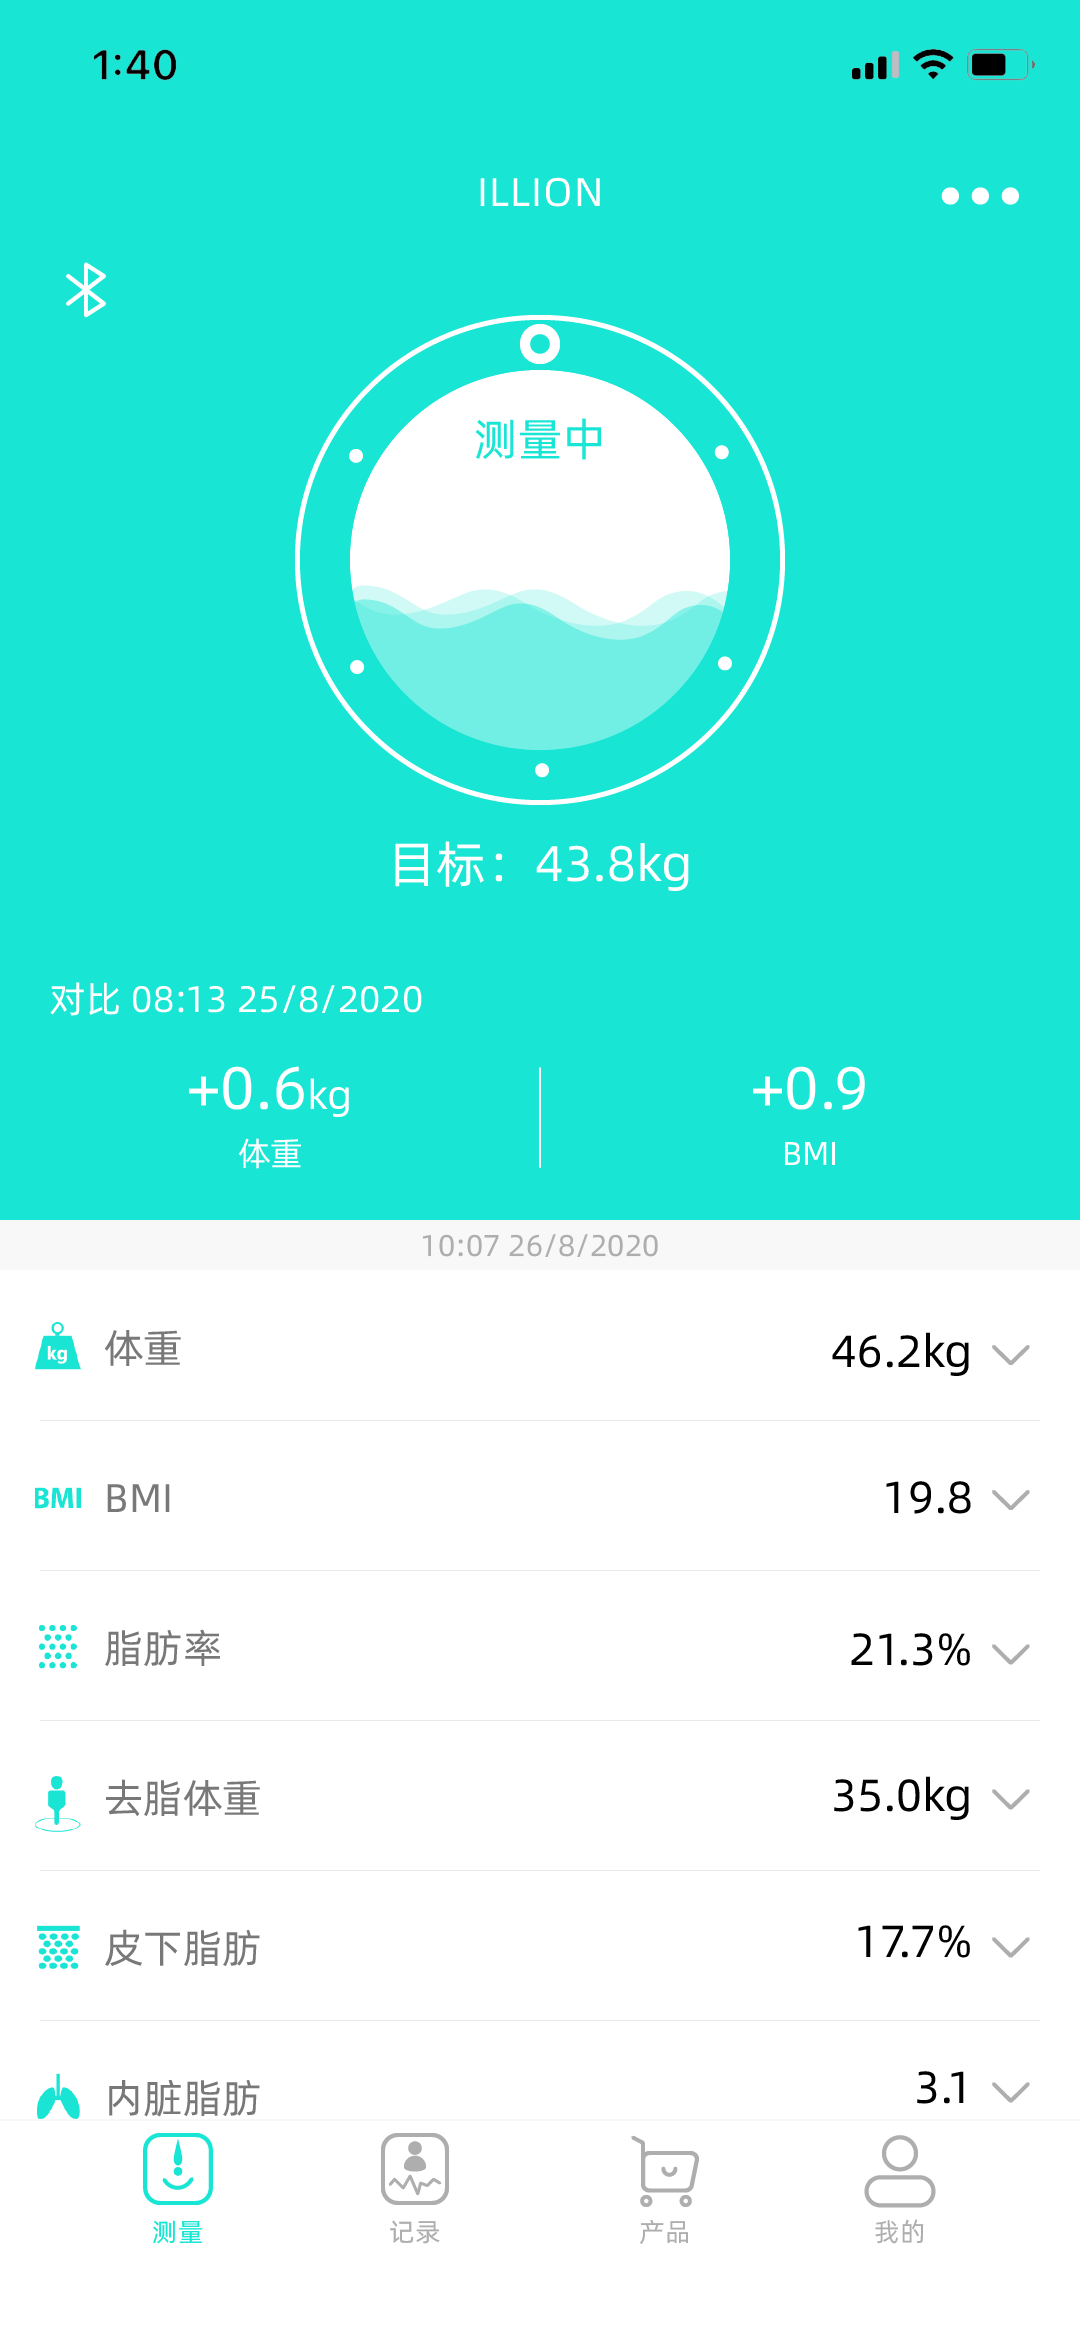 1:40
ILLION
测量中
目标：43.8kg
对比 08:13 25/8/2020
+0.6kg
体重
+0.9
BMI
10:07 26/8/2020
kg 体重 46.2kg
BMI BMI 19.8
脂肪率 21.3%
去脂体重 35.0kg
皮下脂肪 17.7%
内脏脂肪 3.1
测量 记录 产品 我的